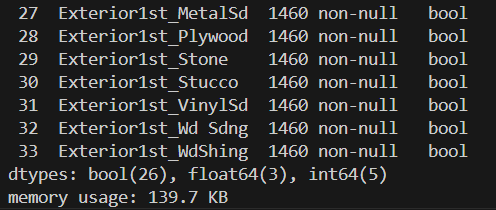 27 Exterior1st_MetalSd 1460 non-null bool
28 Exterior1st_Plywood 1460 non-null bool
29 Exterior1st_Stone 1460 non-null bool
30 Exterior1st_Stucco 1460 non-null bool
31 Exterior1st_VinylSd 1460 non-null bool
32 Exterior1st_Wd Sdng 1460 non-null bool
33 Exterior1st_WdShing 1460 non-null bool
dtypes: bool(26), float64(3), int64(5)
memory usage: 139.7 KB